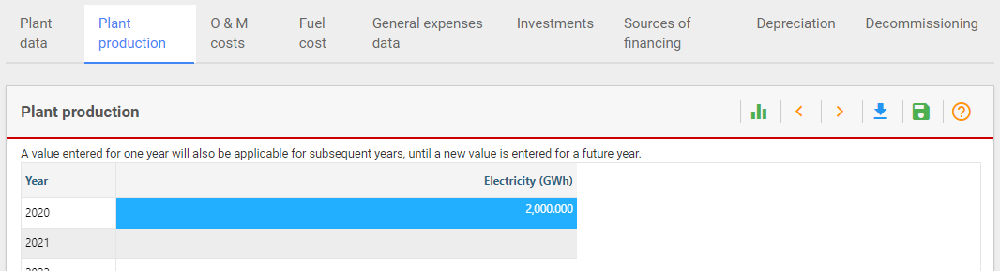 Plant data
Plant production
O & M costs
Fuel cost
General expenses data
Investments
Sources of financing
Depreciation
Decommissioning
Plant production
A value entered for one year will also be applicable for subsequent years, until a new value is entered for a future year.
Year Electricity (GWh)
2020 2,000.000
2021